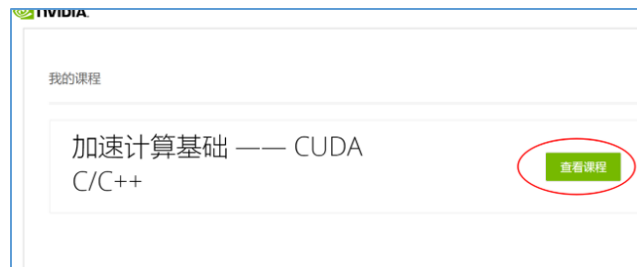 NVIDIA.
我的课程
加速计算基础 —— CUDA
C/C++
查看课程